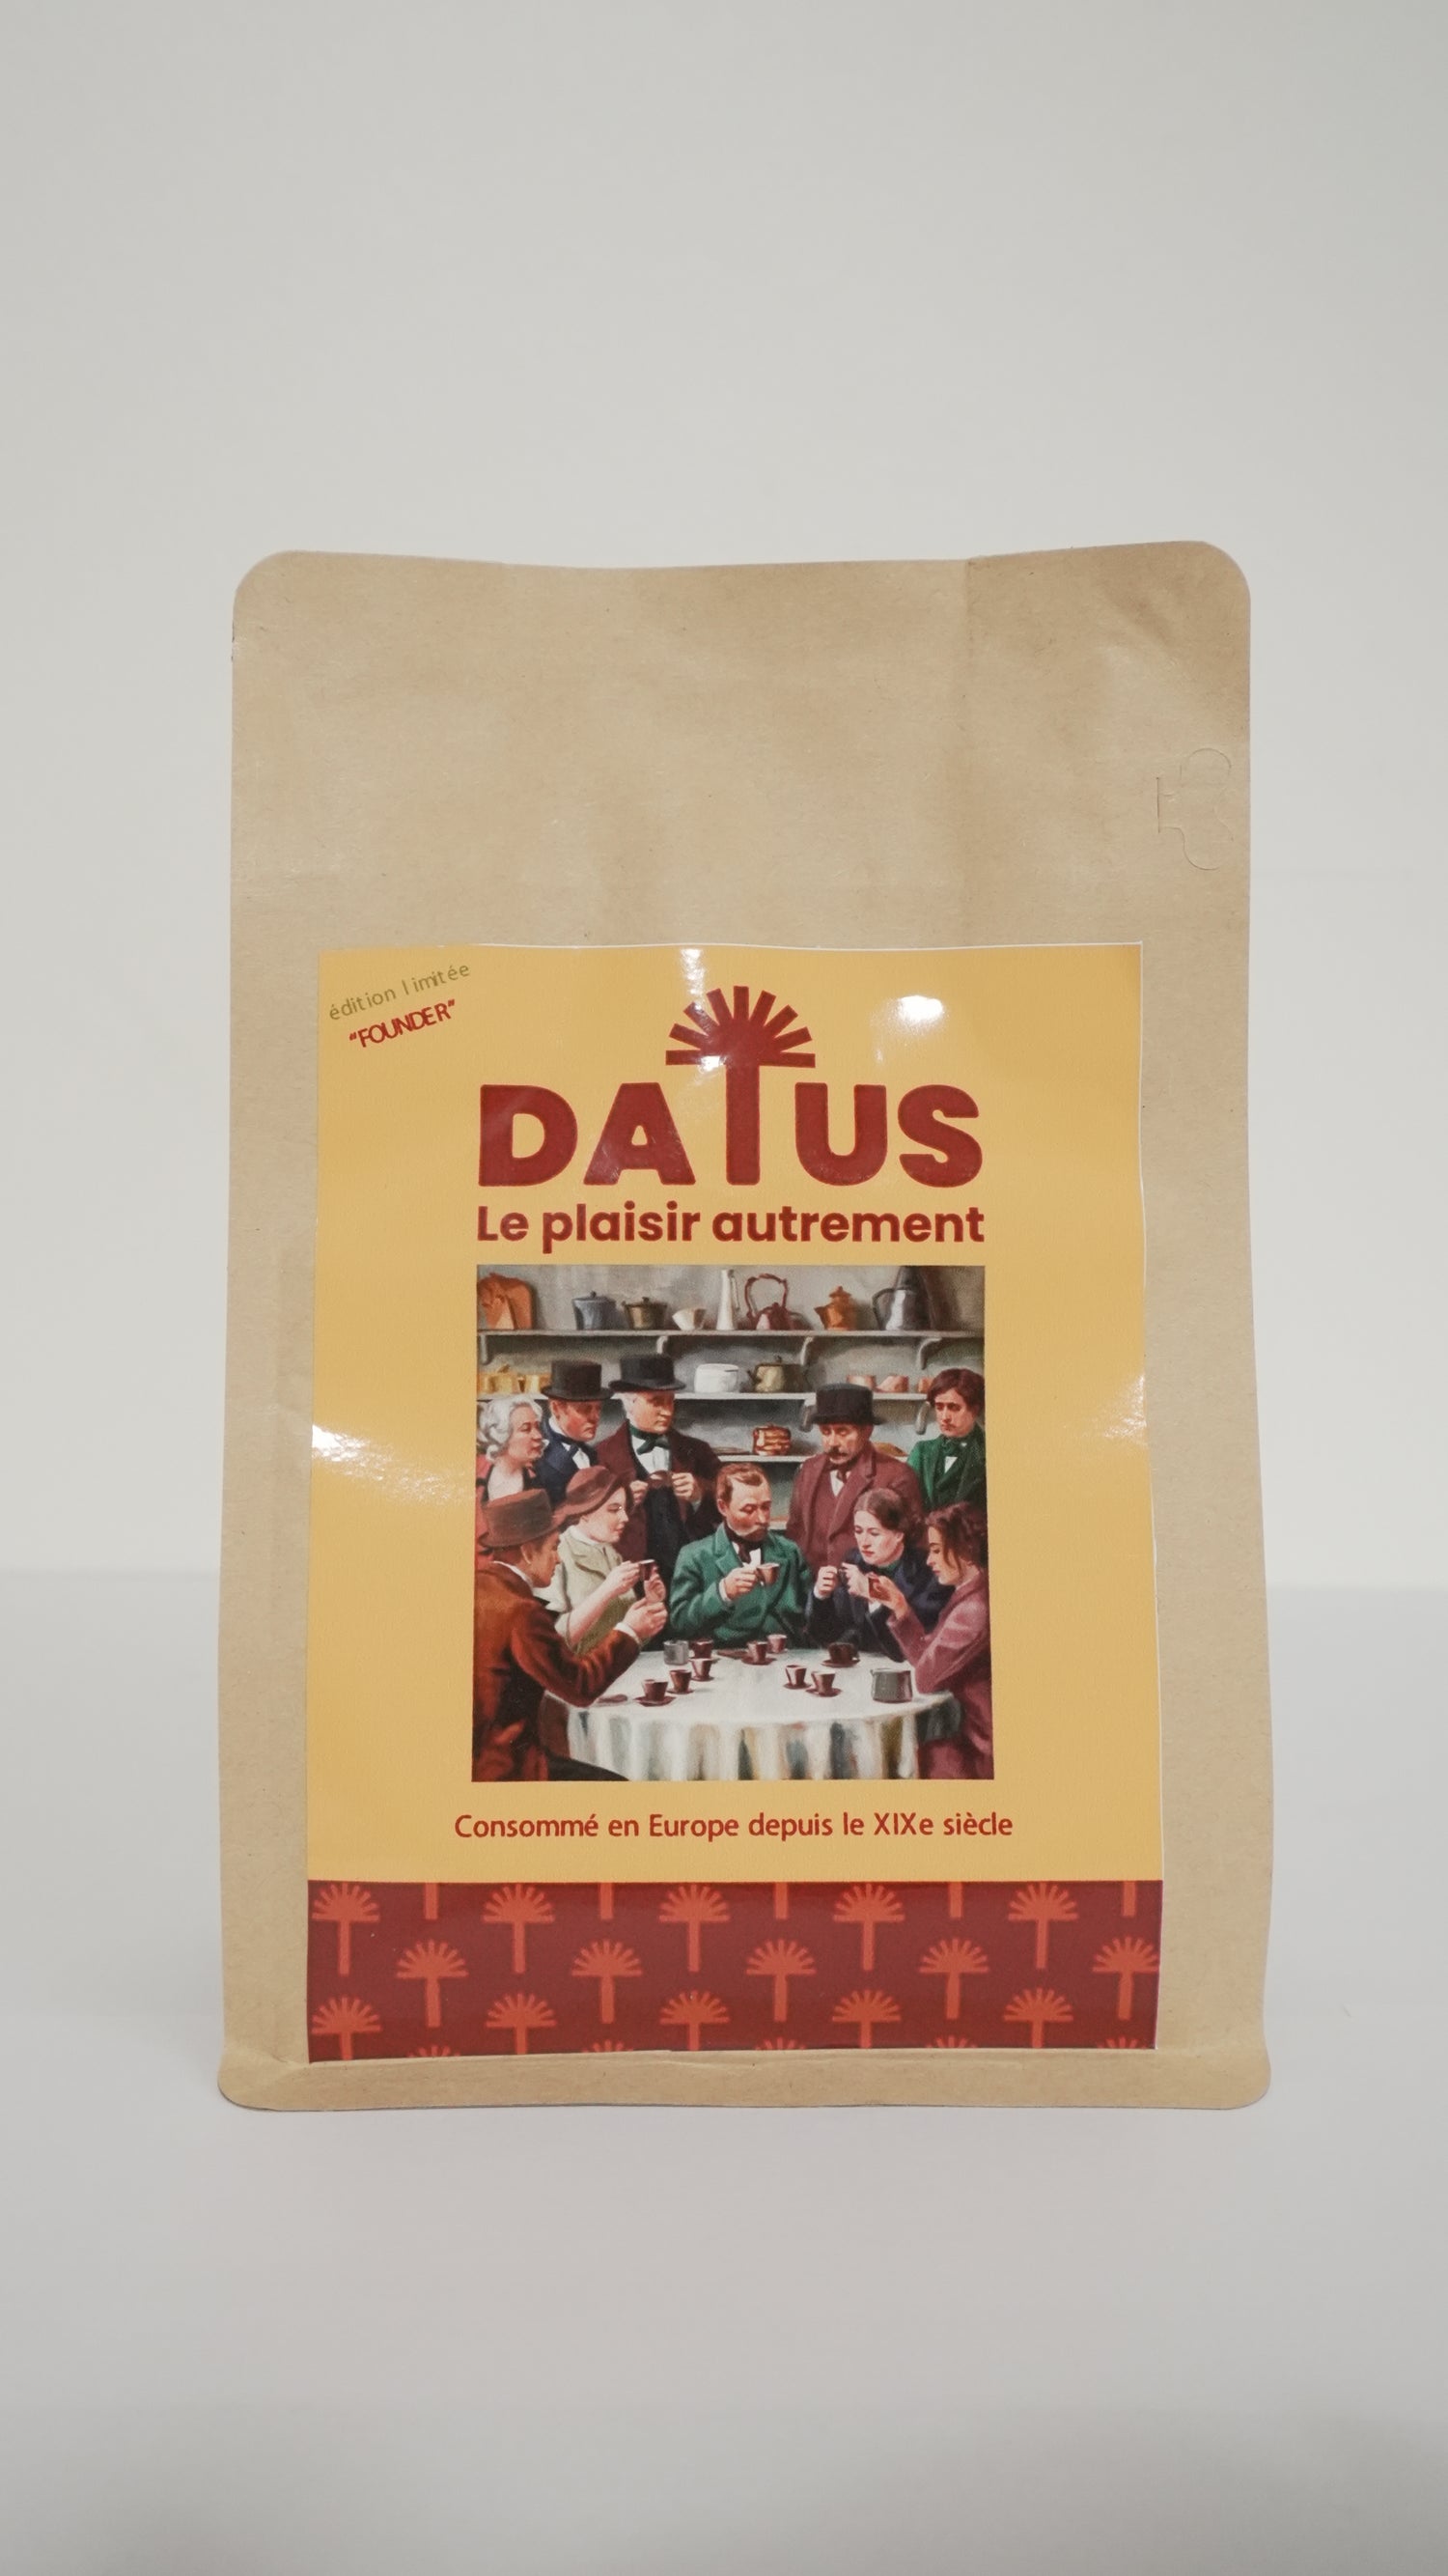 édition limitée
"FOUNDER"
DATUS
Le plaisir autrement
Consommé en Europe depuis le XIXe siècle